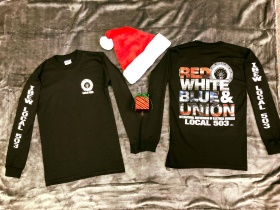 IBEW LOCAL 503
RED
WHITE
BLUE &
UNION
LOCAL 503
IBEW LOCAL 503